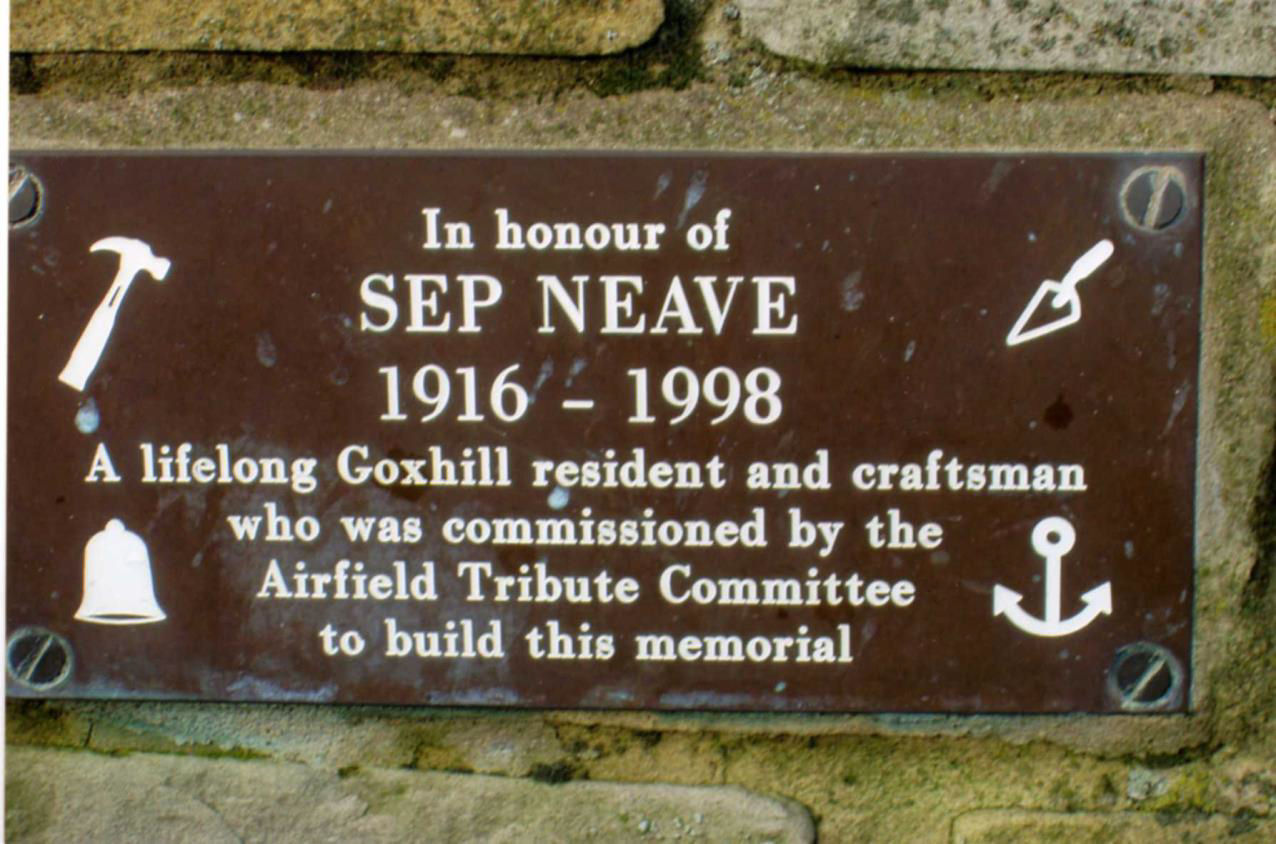 In honour of
SEP NEAVE
1916 – 1998
A lifelong Goxhill resident and craftsman
who was commissioned by the
Airfield Tribute Committee
to build this memorial